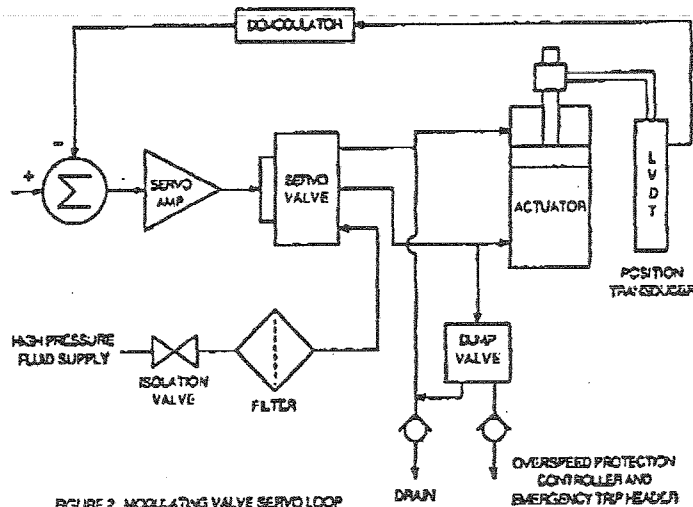 DEMODULATOR
-
+
Σ
SERVO
AMP
SERVO
VALVE
ACTUATOR
L
V
D
T
POSITION
TRANSDUCER
HIGH PRESSURE
FLUID SUPPLY
ISOLATION
VALVE
FILTER
DUMP
VALVE
DRAIN
OVERSPEED PROTECTION
CONTROLLER AND
EMERGENCY TRIP HEADER
FIGURE 2. MODULATING VALVE SERVO LOOP